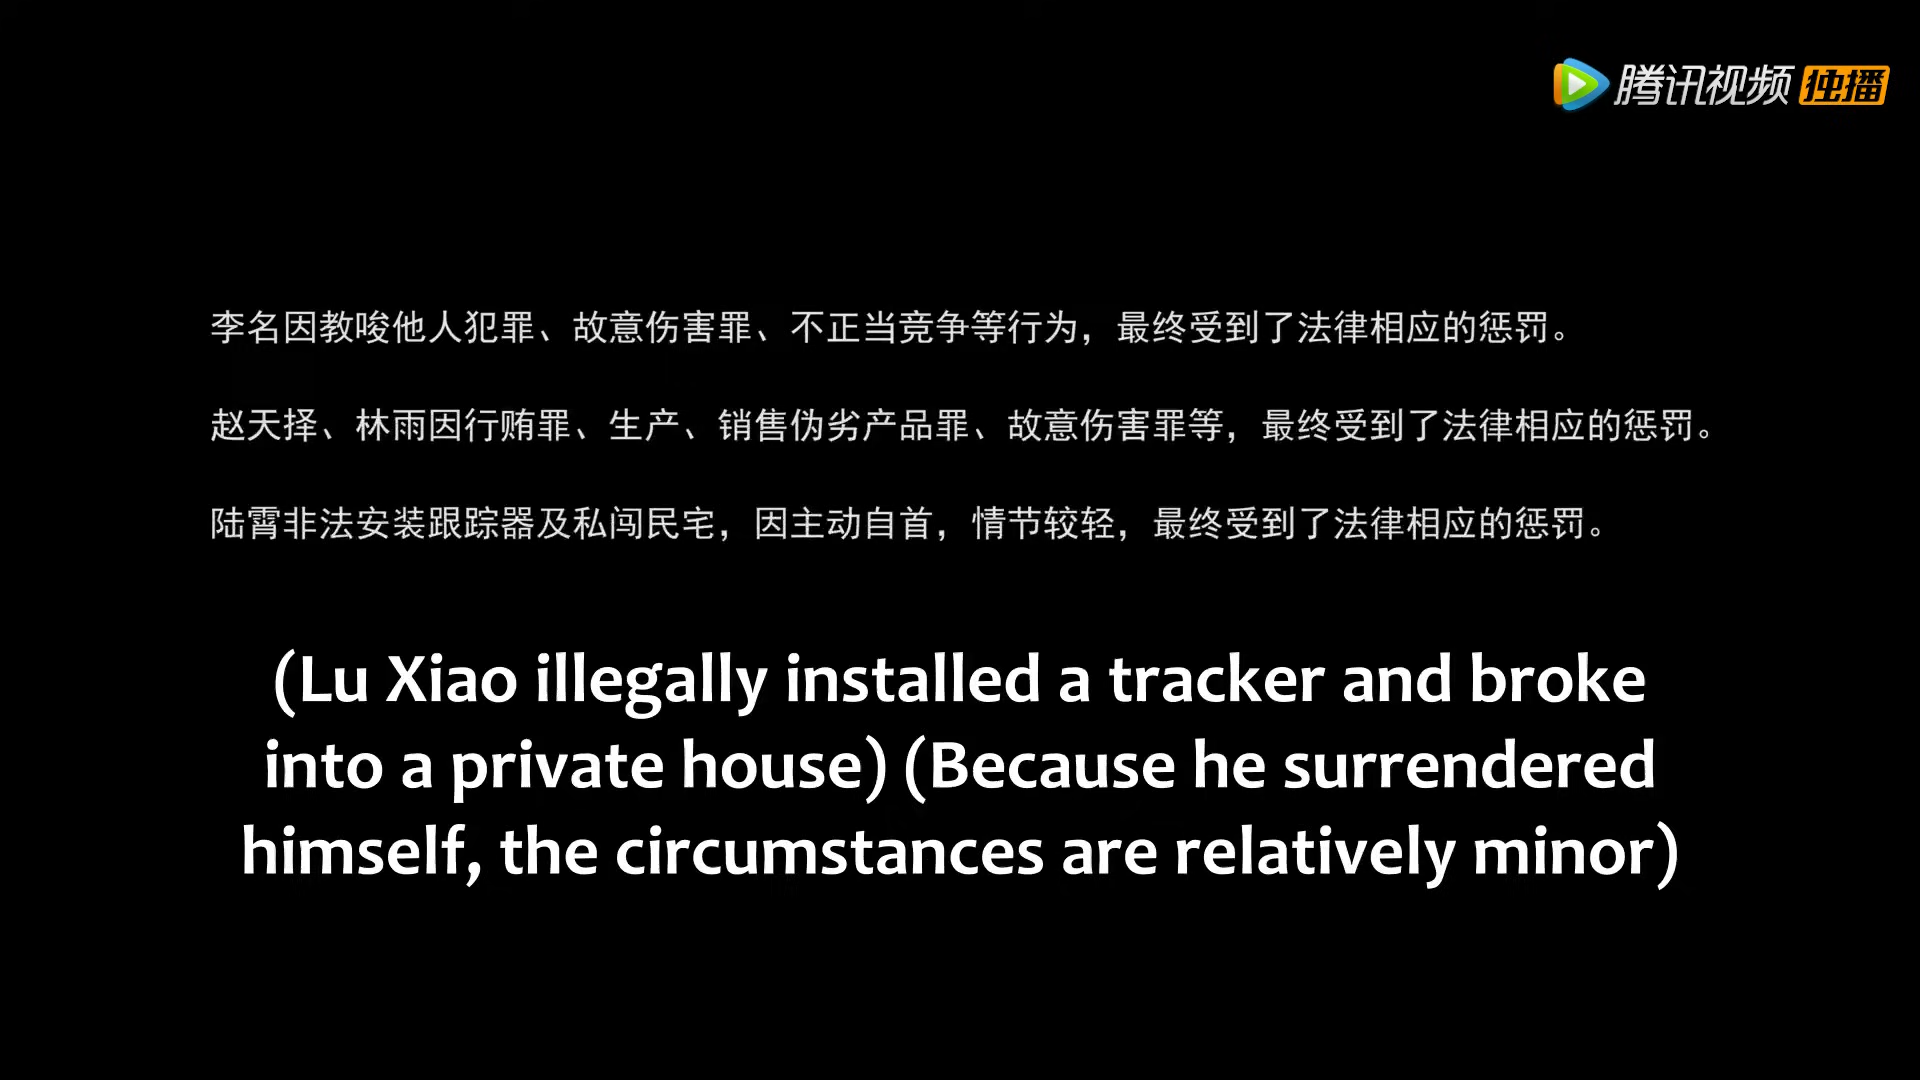 腾讯视频 独播
李名因教唆他人犯罪、故意伤害罪、不正当竞争等行为，最终受到了法律相应的惩罚。
赵天择、林雨因行贿罪、生产、销售伪劣产品罪、故意伤害罪等，最终受到了法律相应的惩罚。
陆霄非法安装跟踪器及私闯民宅，因主动自首，情节较轻，最终受到了法律相应的惩罚。
(Lu Xiao illegally installed a tracker and broke
into a private house) (Because he surrendered
himself, the circumstances are relatively minor)